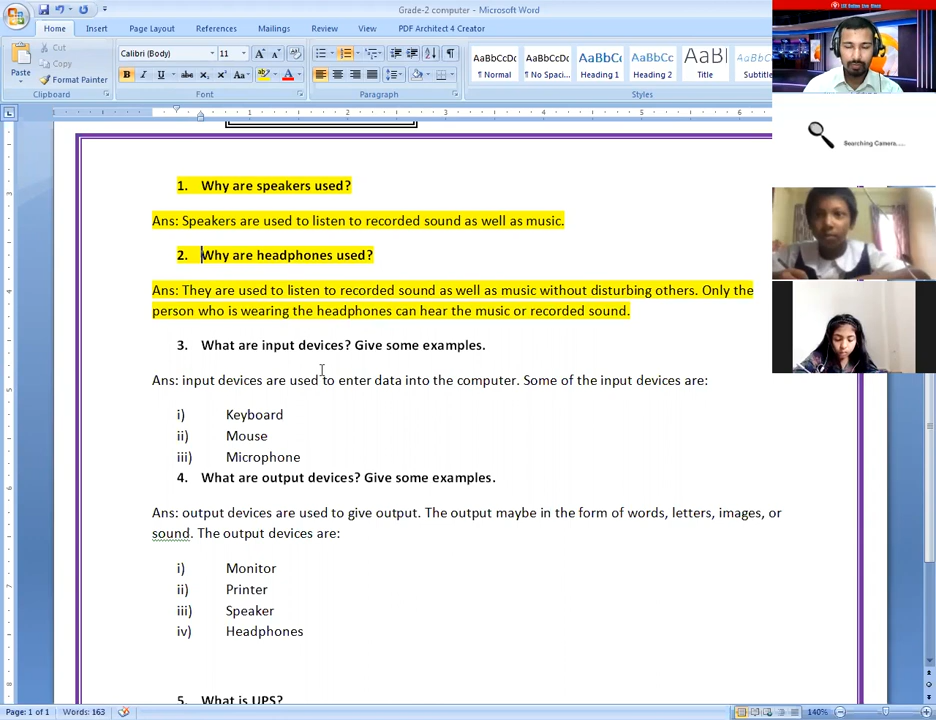 Grade-2 computer - Microsoft Word
Home Insert Page Layout References Mailings Review View PDF Architect 4 Creator
Paste
Cut
Copy
Format Painter
Clipboard
Calibri (Body) 11
Font
Paragraph
AaBbCcDc AaBbCcDc AaBbC AaBbCc AaBl AaBbCc.
¶ Normal ¶ No Spaci... Heading 1 Heading 2 Title Subtitle
Styles
Searching Camera.....
1. Why are speakers used?
Ans: Speakers are used to listen to recorded sound as well as music.
2. Why are headphones used?
Ans: They are used to listen to recorded sound as well as music without disturbing others. Only the
person who is wearing the headphones can hear the music or recorded sound.
3. What are input devices? Give some examples.
Ans: input devices are used to enter data into the computer. Some of the input devices are:
i) Keyboard
ii) Mouse
iii) Microphone
4. What are output devices? Give some examples.
Ans: output devices are used to give output. The output maybe in the form of words, letters, images, or
sound. The output devices are:
i) Monitor
ii) Printer
iii) Speaker
iv) Headphones
5. What is UPS?
Page: 1 of 1 Words: 163 140%